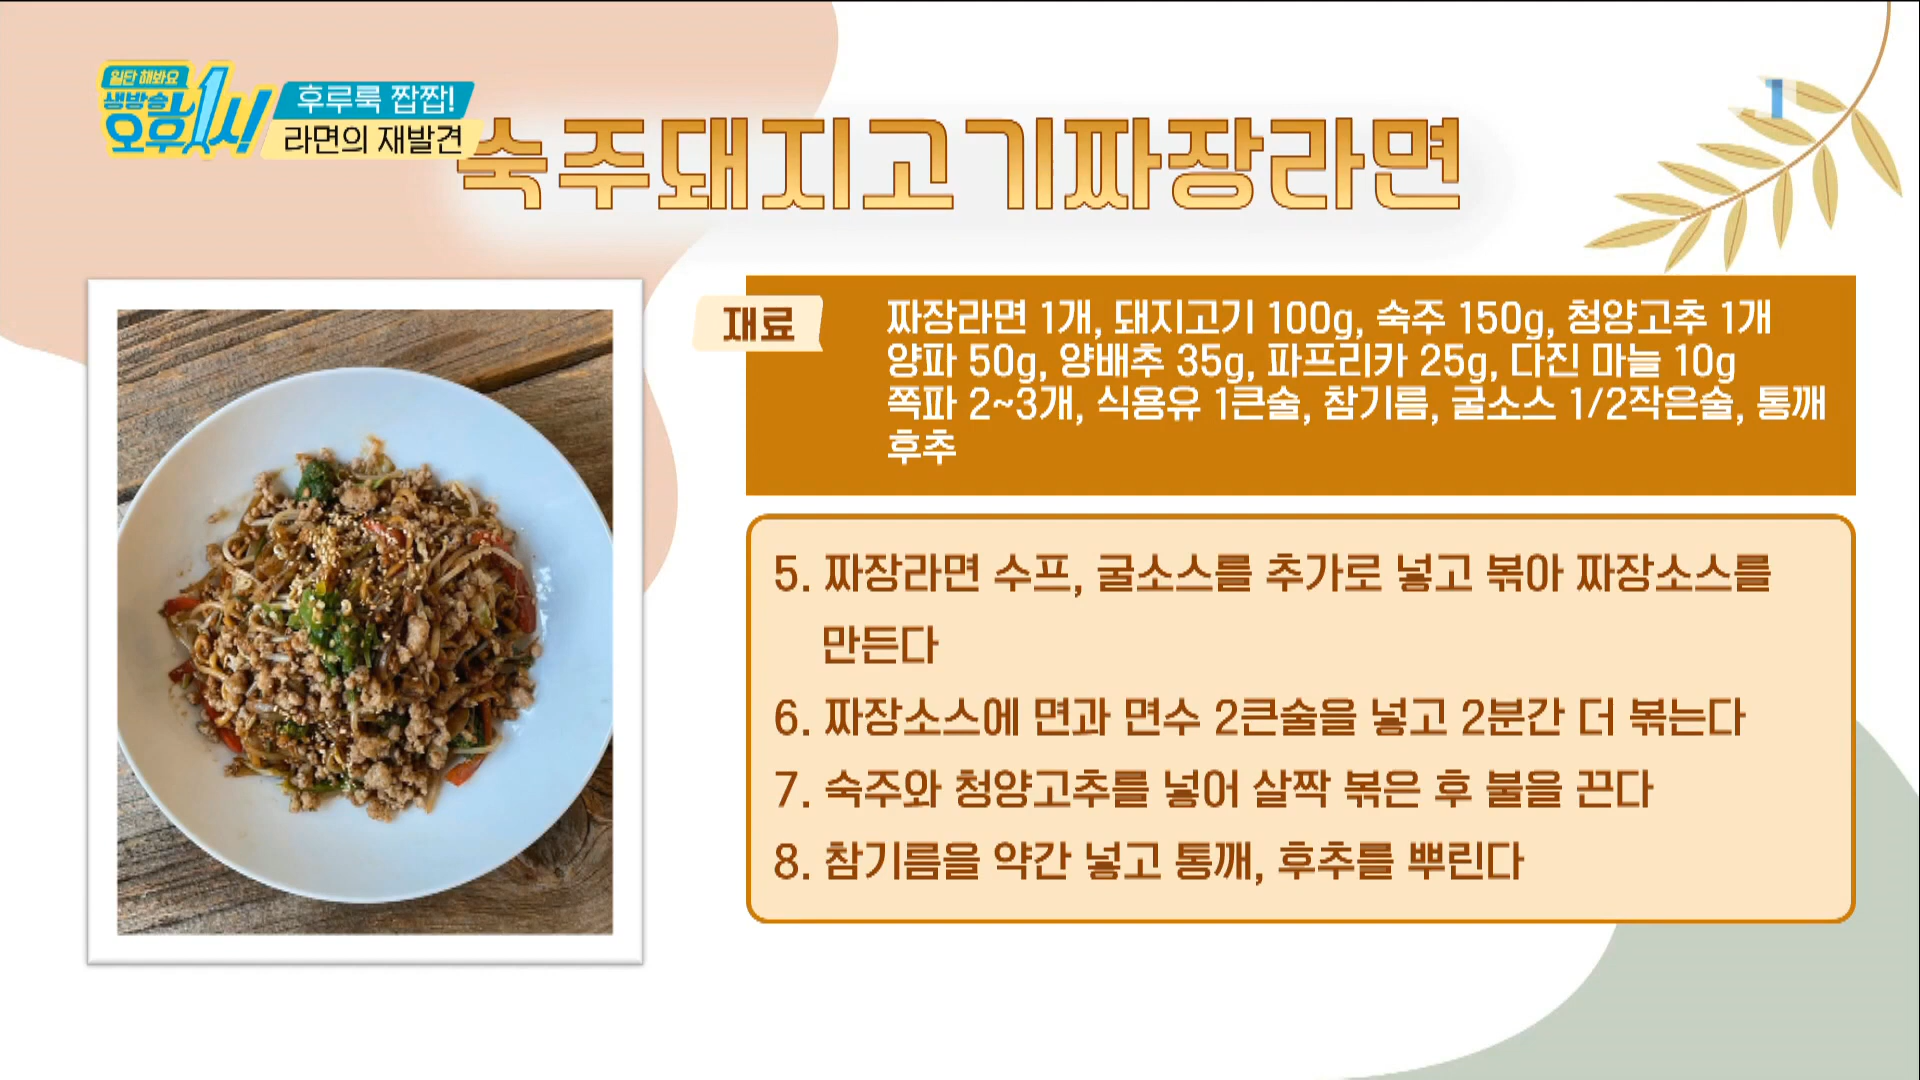 일단 해봐요
생방송
오후1시!
후루룩 짭짭!
라면의 재발견
숙주돼지고기짜장라면
1
재료
짜장라면 1개, 돼지고기 100g, 숙주 150g, 청양고추 1개
양파 50g, 양배추 35g, 파프리카 25g, 다진 마늘 10g
쪽파 2~3개, 식용유 1큰술, 참기름, 굴소스 1/2작은술, 통깨
후추
5. 짜장라면 수프, 굴소스를 추가로 넣고 볶아 짜장소스를
만든다
6. 짜장소스에 면과 면수 2큰술을 넣고 2분간 더 볶는다
7. 숙주와 청양고추를 넣어 살짝 볶은 후 불을 끈다
8. 참기름을 약간 넣고 통깨, 후추를 뿌린다